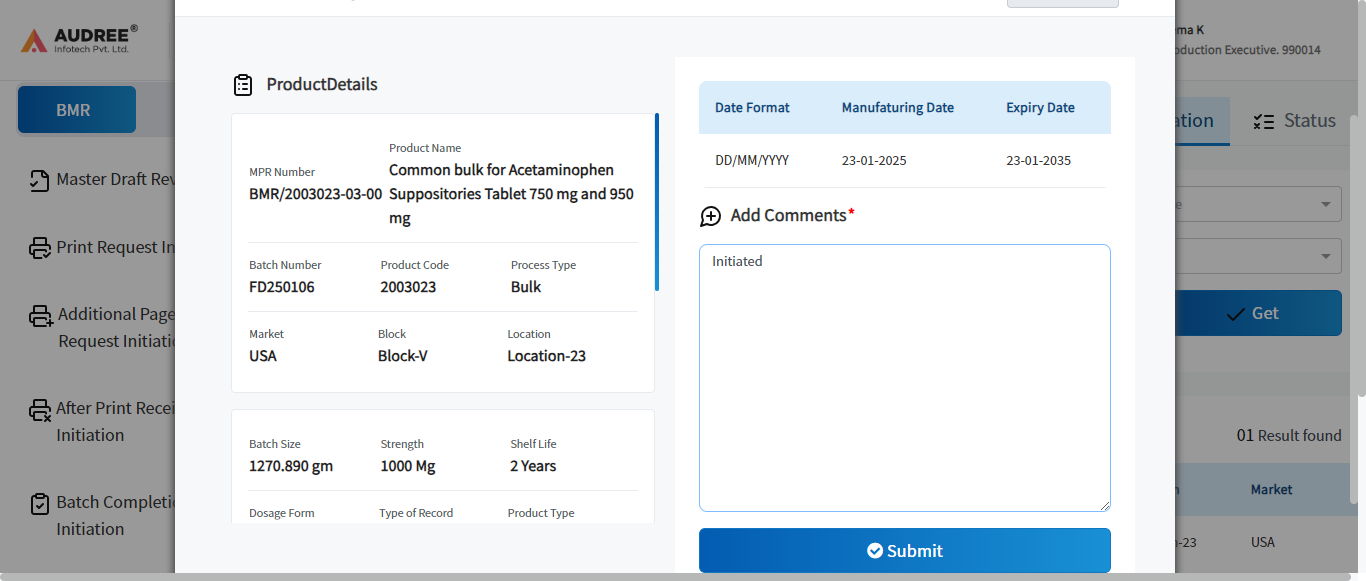 AUDREE®
Infotech Pvt. Ltd.
BMR
Master Draft Rev
Print Request In
Additional Page
Request Initiati
After Print Recei
Initiation
Batch Completi
Initiation
ProductDetails
MPR Number
BMR/2003023-03-00
Product Name
Common bulk for Acetaminophen
Suppositories Tablet 750 mg and 950
mg
Batch Number
FD250106
Product Code
2003023
Process Type
Bulk
Market
USA
Block
Block-V
Location
Location-23
Batch Size
1270.890 gm
Strength
1000 Mg
Shelf Life
2 Years
Dosage Form
Type of Record
Product Type
Date Format
Manufaturing Date
Expiry Date
DD/MM/YYYY
23-01-2025
23-01-2035
Add Comments*
Initiated
Submit
ma K
oduction Executive. 990014
ation
Status
Get
01 Result found
Market
-23
USA